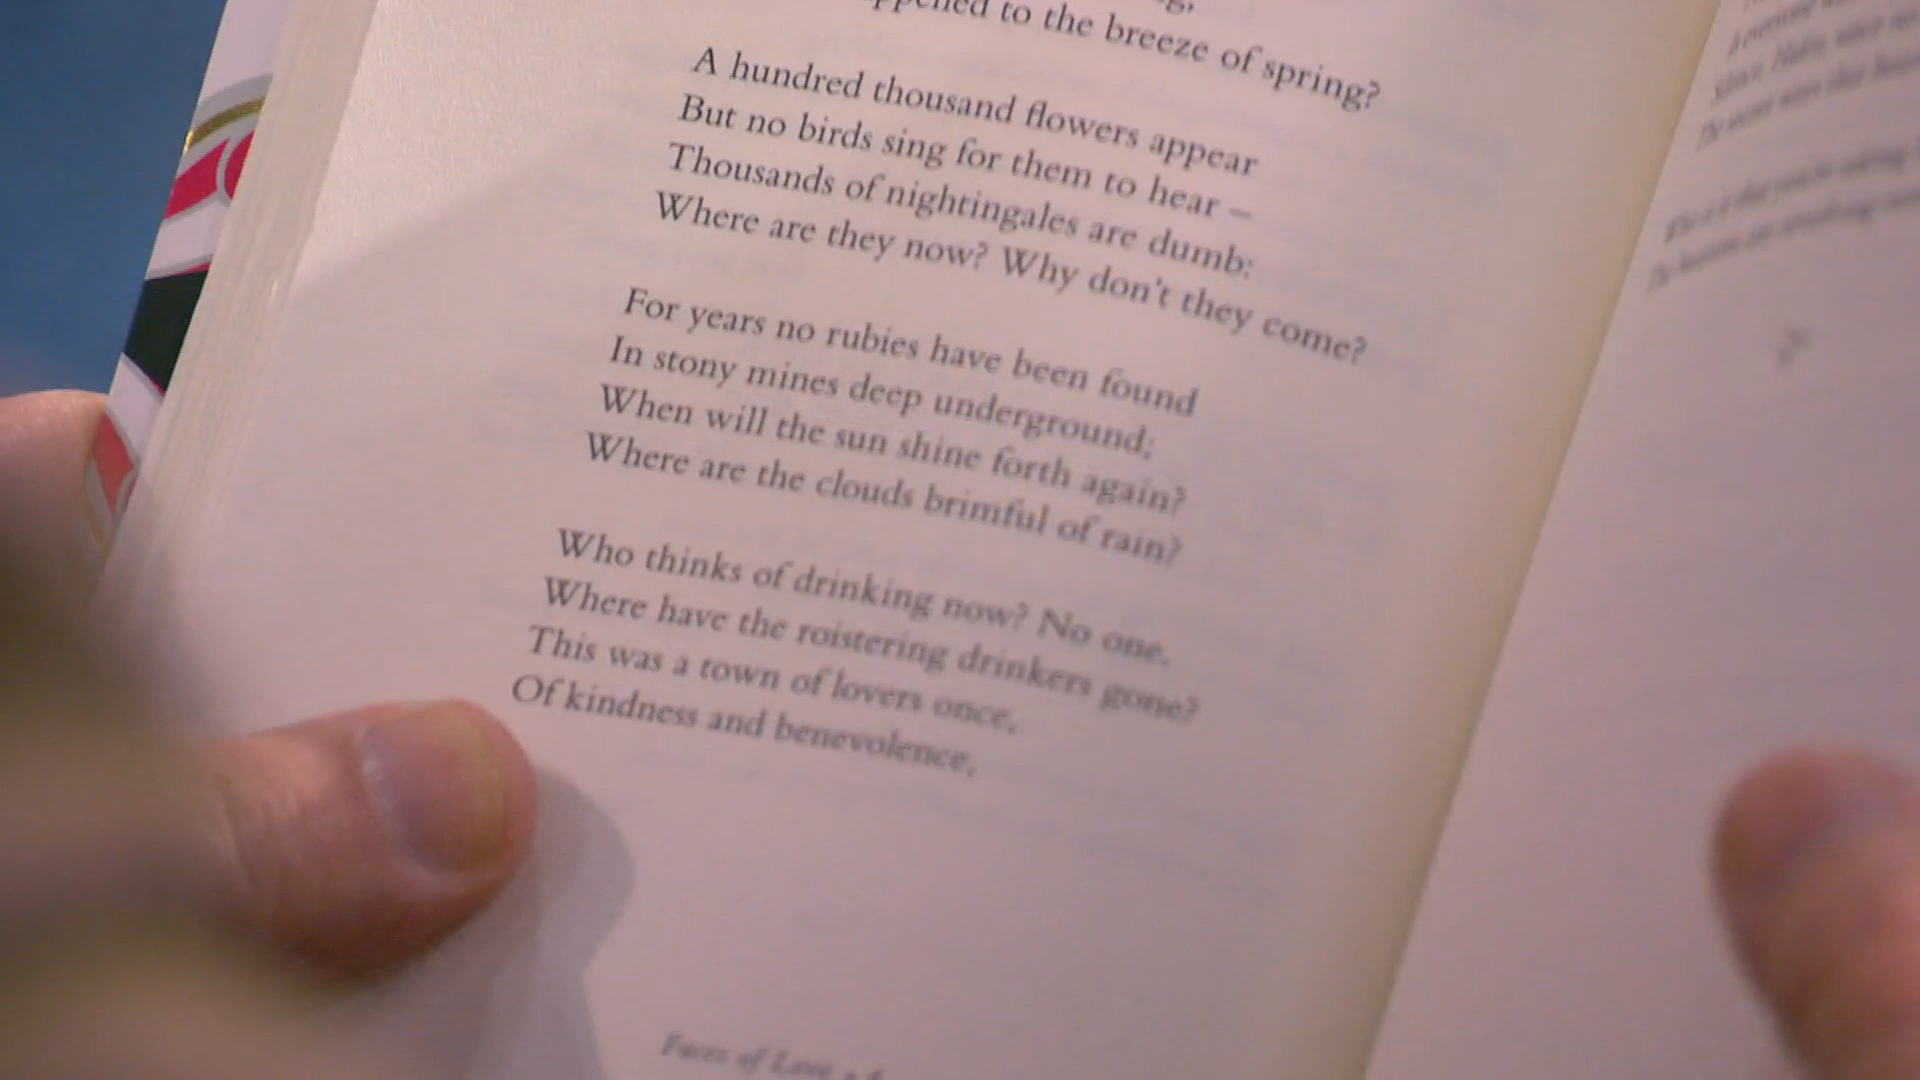 to the breeze of spring?
A hundred thousand flowers appear
But no birds sing for them to hear –
Thousands of nightingales are dumb:
Where are they now? Why don't they come?
For years no rubies have been found
In stony mines deep underground;
When will the sun shine forth again?
Where are the clouds brimful of rain?
Who thinks of drinking now? No one.
Where have the roistering drinkers gone?
This was a town of lovers once,
Of kindness and benevolence,
Faces of Love